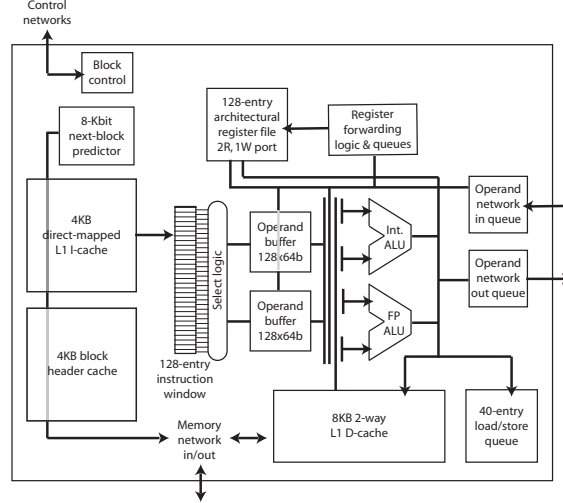 Control
networks
Block
control
8-Kbit
next-block
predictor
128-entry
architectural
register file
2R, 1W port
Register
forwarding
logic & queues
4KB
direct-mapped
L1 I-cache
Select logic
Operand
buffer
128x64b
Int.
ALU
Operand
network
in queue
Operand
network
out queue
Operand
buffer
128x64b
FP
ALU
4KB block
header cache
128-entry
instruction
window
Memory
network
in/out
8KB 2-way
L1 D-cache
40-entry
load/store
queue